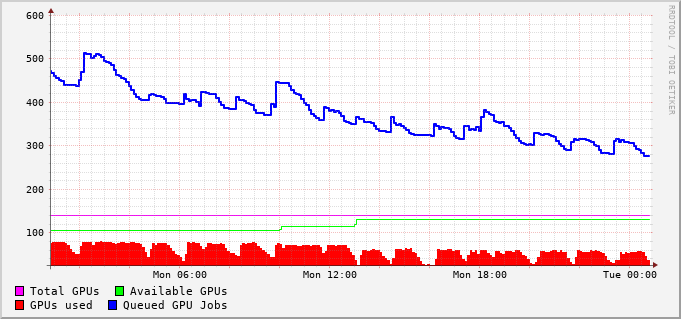 600
500
400
300
200
100
Mon 06:00 Mon 12:00 Mon 18:00 Tue 00:00
Total GPUs Available GPUs
GPUs used Queued GPU Jobs
RRDTOOL / TOBI OETIKER